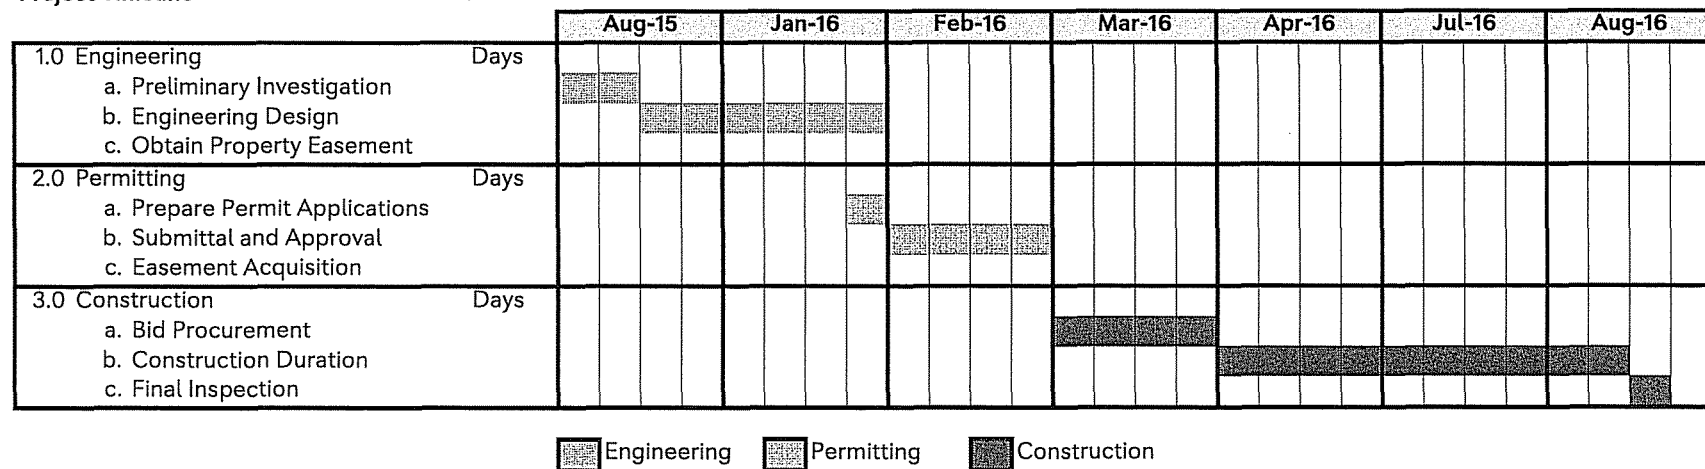 Aug-15 Jan-16 Feb-16 Mar-16 Apr-16 Jul-16 Aug-16
1.0 Engineering Days
a. Preliminary Investigation
b. Engineering Design
c. Obtain Property Easement
2.0 Permitting Days
a. Prepare Permit Applications
b. Submittal and Approval
c. Easement Acquisition
3.0 Construction Days
a. Bid Procurement
b. Construction Duration
c. Final Inspection
Engineering Permitting Construction